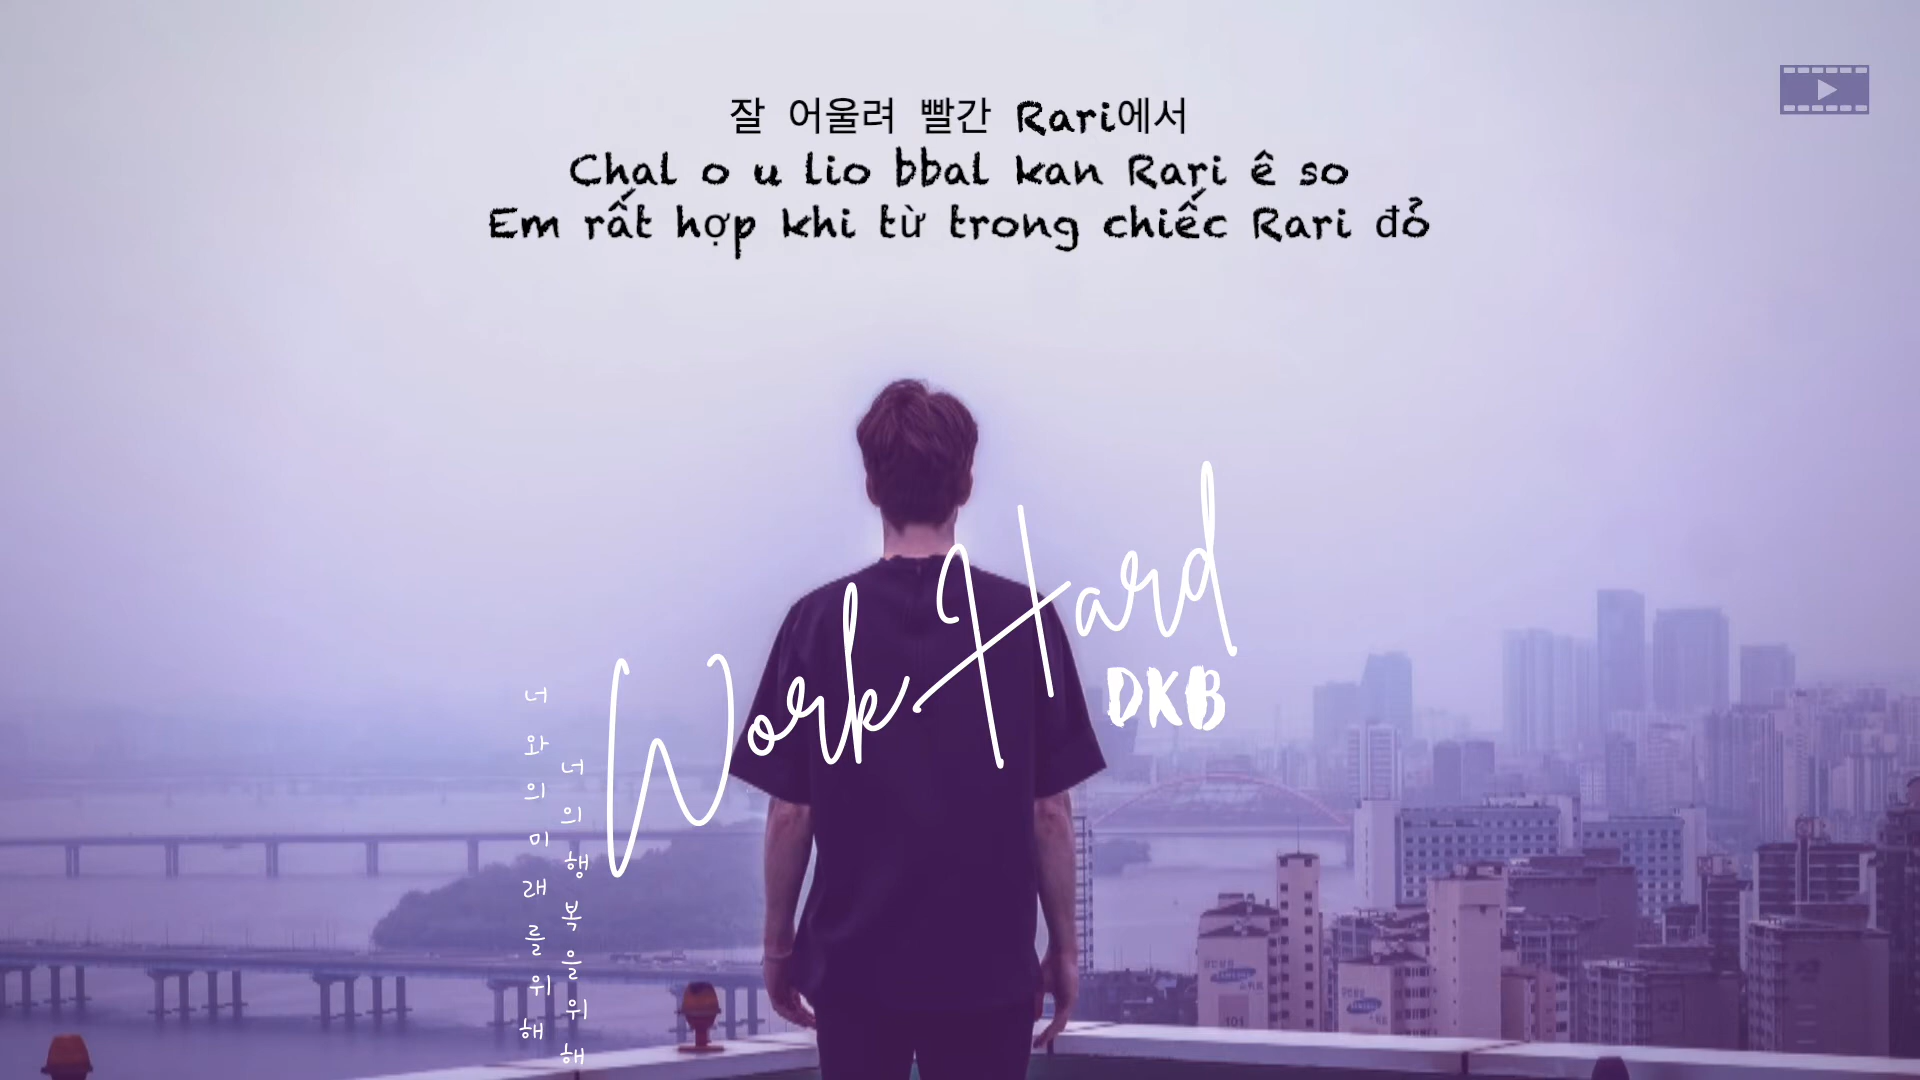 잘 어울려 빨간 Rari에서
Chal o u lio bbal kan Rari ê so
Em rất hợp khi từ trong chiếc Rari đỏ
Work Hard
DKB
너와의미래를위해
너의행복을위해
101